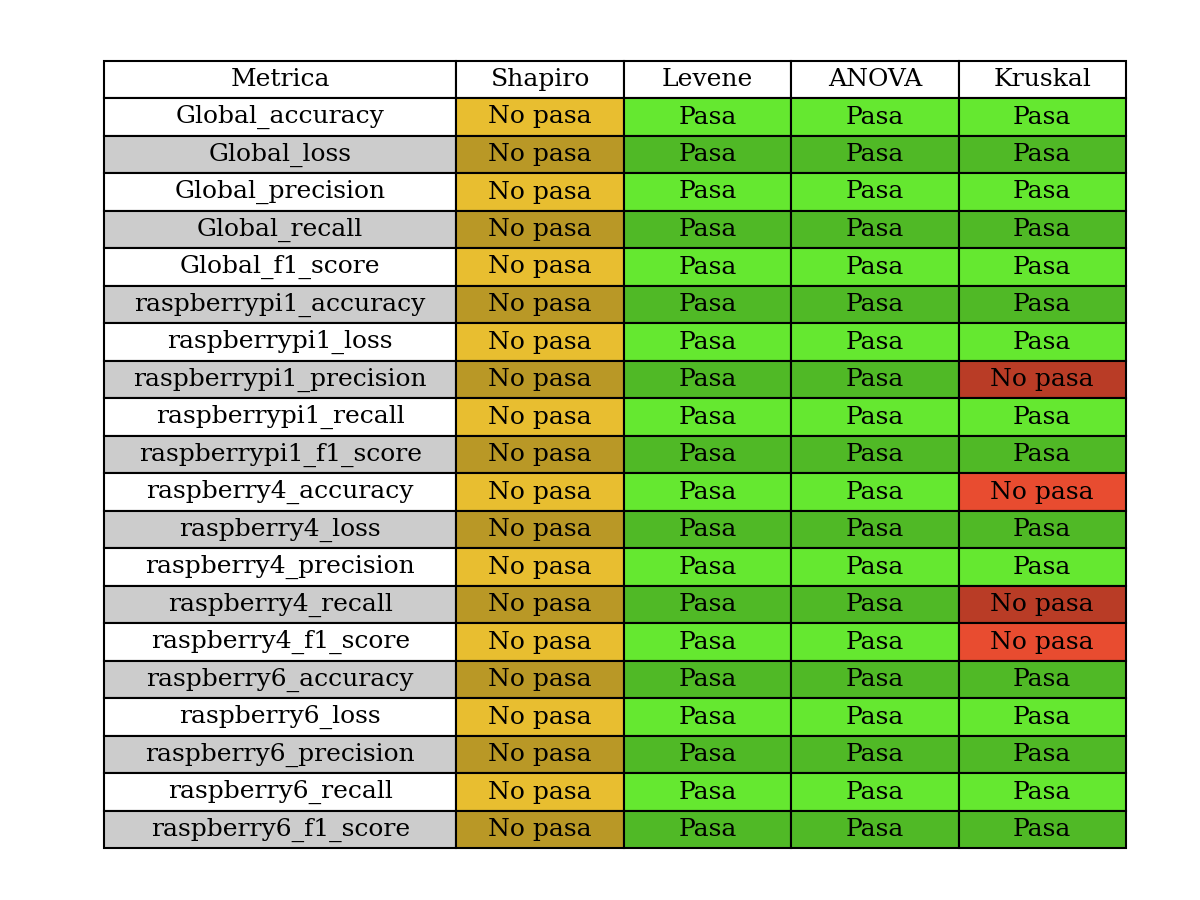 Metrica Shapiro Levene ANOVA Kruskal
Global_accuracy No pasa Pasa Pasa Pasa
Global_loss No pasa Pasa Pasa Pasa
Global_precision No pasa Pasa Pasa Pasa
Global_recall No pasa Pasa Pasa Pasa
Global_f1_score No pasa Pasa Pasa Pasa
raspberrypi1_accuracy No pasa Pasa Pasa Pasa
raspberrypi1_loss No pasa Pasa Pasa Pasa
raspberrypi1_precision No pasa Pasa Pasa No pasa
raspberrypi1_recall No pasa Pasa Pasa Pasa
raspberrypi1_f1_score No pasa Pasa Pasa Pasa
raspberry4_accuracy No pasa Pasa Pasa No pasa
raspberry4_loss No pasa Pasa Pasa Pasa
raspberry4_precision No pasa Pasa Pasa Pasa
raspberry4_recall No pasa Pasa Pasa No pasa
raspberry4_f1_score No pasa Pasa Pasa No pasa
raspberry6_accuracy No pasa Pasa Pasa Pasa
raspberry6_loss No pasa Pasa Pasa Pasa
raspberry6_precision No pasa Pasa Pasa Pasa
raspberry6_recall No pasa Pasa Pasa Pasa
raspberry6_f1_score No pasa Pasa Pasa Pasa